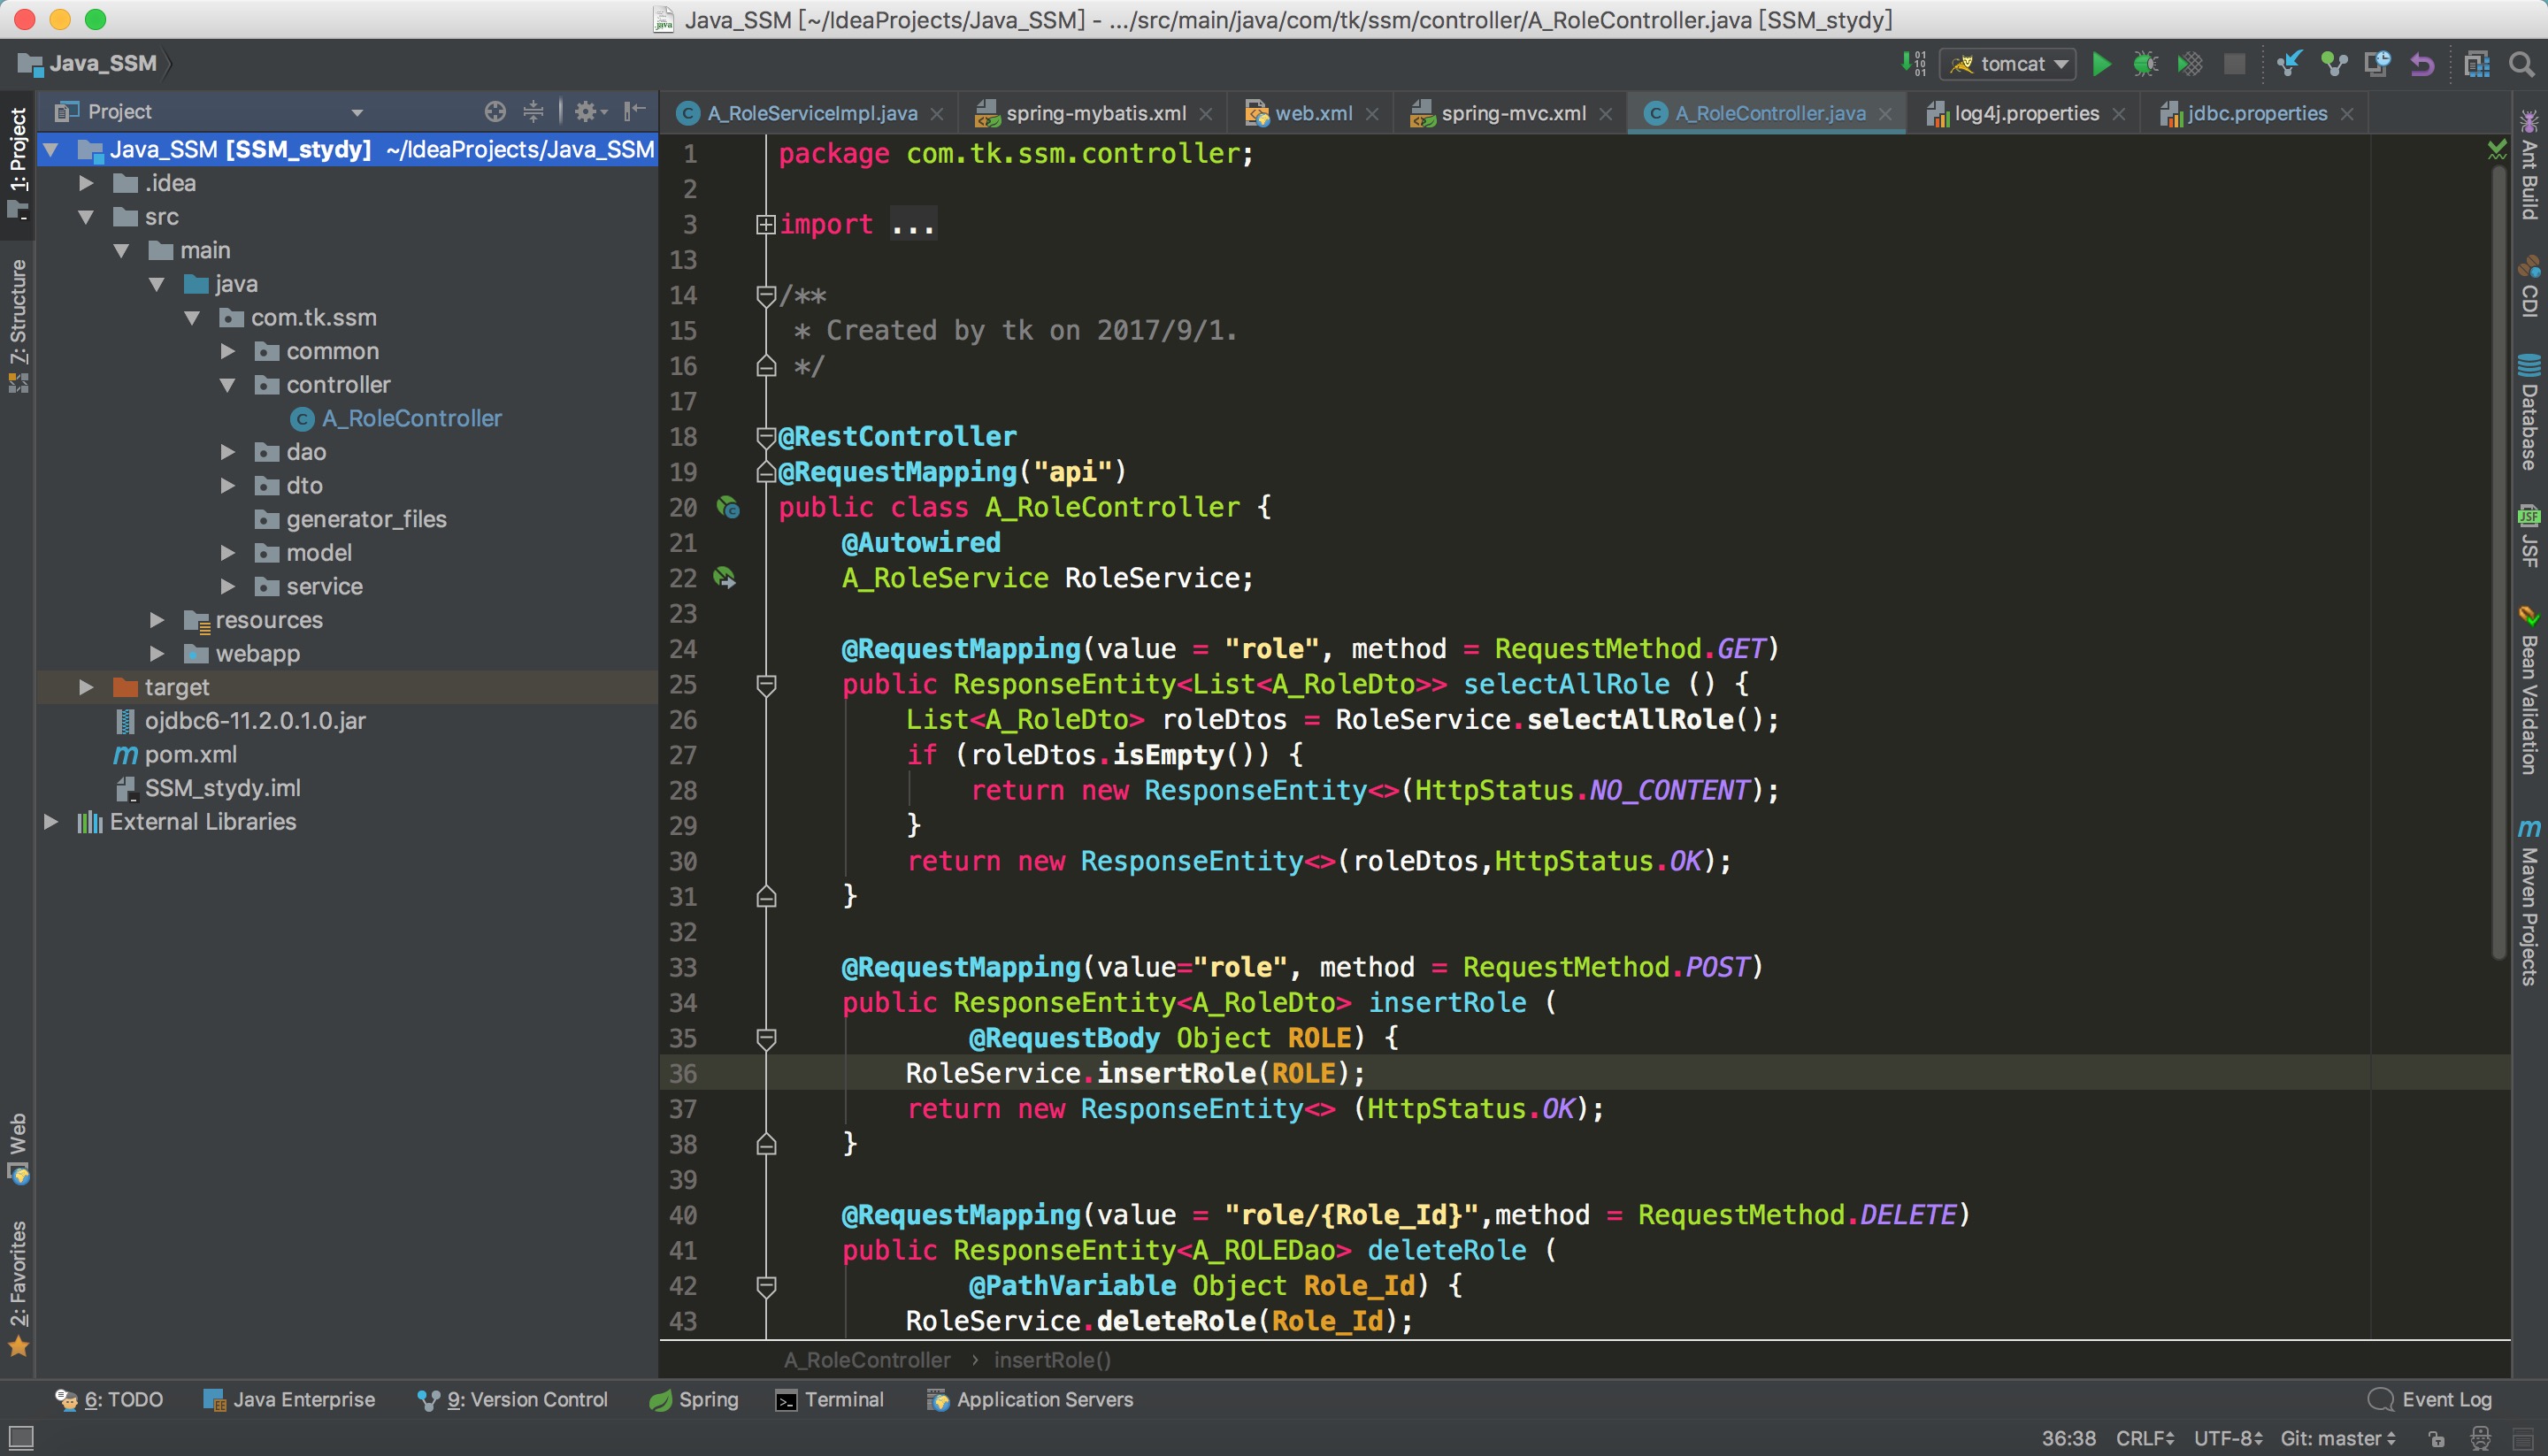 Java_SSM [~/IdeaProjects/Java_SSM] - .../src/main/java/com/tk/ssm/controller/A_RoleController.java [SSM_stydy]
Java_SSM
tomcat
1: Project
7: Structure
Web
2: Favorites
Project
Java_SSM [SSM_stydy] ~/IdeaProjects/Java_SSM
.idea
src
main
java
com.tk.ssm
common
controller
A_RoleController
dao
dto
generator_files
model
service
resources
webapp
target
ojdbc6-11.2.0.1.0.jar
pom.xml
SSM_stydy.iml
External Libraries
A_RoleServiceImpl.java
spring-mybatis.xml
web.xml
spring-mvc.xml
A_RoleController.java
log4j.properties
jdbc.properties
1 package com.tk.ssm.controller;
2
3 import ...
13
14 /**
15 * Created by tk on 2017/9/1.
16 */
17
18 @RestController
19 @RequestMapping("api")
20 public class A_RoleController {
21 @Autowired
22 A_RoleService RoleService;
23
24 @RequestMapping(value = "role", method = RequestMethod.GET)
25 public ResponseEntity<List<A_RoleDto>> selectAllRole () {
26 List<A_RoleDto> roleDtos = RoleService.selectAllRole();
27 if (roleDtos.isEmpty()) {
28 return new ResponseEntity<>(HttpStatus.NO_CONTENT);
29 }
30 return new ResponseEntity<>(roleDtos,HttpStatus.OK);
31 }
32
33 @RequestMapping(value="role", method = RequestMethod.POST)
34 public ResponseEntity<A_RoleDto> insertRole (
35 @RequestBody Object ROLE) {
36 RoleService.insertRole(ROLE);
37 return new ResponseEntity<> (HttpStatus.OK);
38 }
39
40 @RequestMapping(value = "role/{Role_Id}",method = RequestMethod.DELETE)
41 public ResponseEntity<A_ROLEDao> deleteRole (
42 @PathVariable Object Role_Id) {
43 RoleService.deleteRole(Role_Id);
A_RoleController › insertRole()
Ant Build
CDI
Database
JSF
Bean Validation
Maven Projects
6: TODO
Java Enterprise
9: Version Control
Spring
Terminal
Application Servers
Event Log
36:38 CRLF UTF-8 Git: master